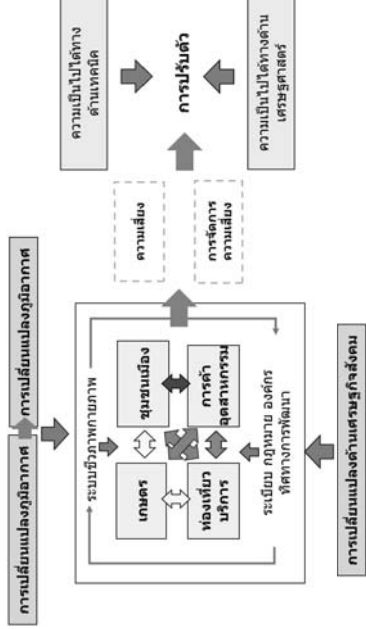 การเปลี่ยนแปลงภูมิอากาศ
การเปลี่ยนแปลงภูมิอากาศ
ระบบชีวภาพกายภาพ
เกษตร
ชุมชนเมือง
ท่องเที่ยว
บริการ
การค้า
อุตสาหกรรม
ระเบียบ กฎหมาย องค์กร
ทิศทางการพัฒนา
การเปลี่ยนแปลงด้านเศรษฐกิจสังคม
ความเสี่ยง
การจัดการ
ความเสี่ยง
ความเป็นไปได้ทาง
ด้านเทคนิค
การปรับตัว
ความเป็นไปได้ทางด้าน
เศรษฐศาสตร์